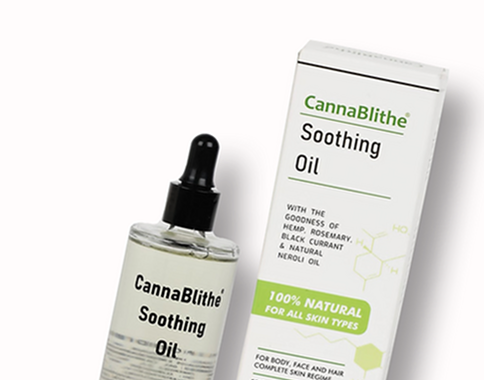 CannaBlithe®
Soothing
Oil
WITH THE
GOODNESS OF
HEMP, ROSEMARY,
BLACK CURRANT
& NATURAL
NEROLI OIL
HO
H
H
100% NATURAL
FOR ALL SKIN TYPES
FOR BODY, FACE AND HAIR
COMPLETE SKIN REGIME
CannaBlithe®
Soothing
Oil